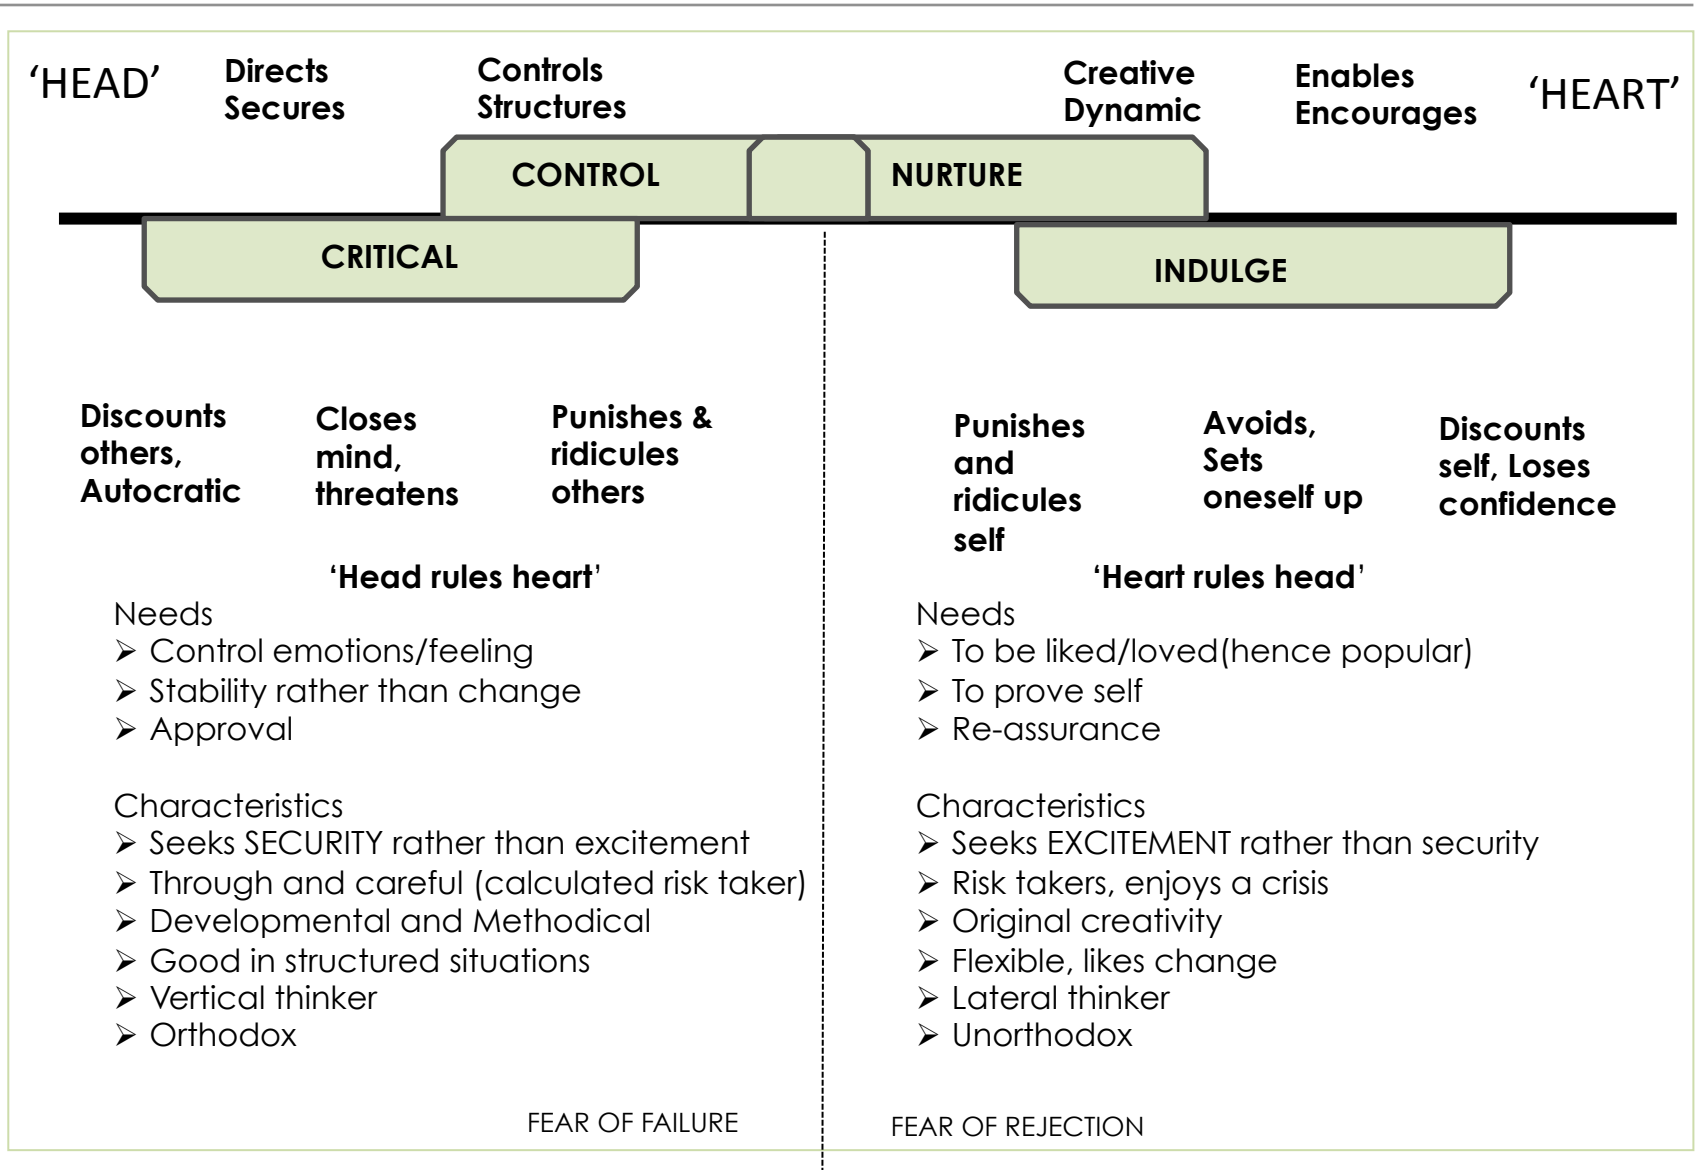 ‘HEAD’
Directs
Secures
Controls
Structures
Creative
Dynamic
Enables
Encourages
‘HEART’
CONTROL
NURTURE
CRITICAL
INDULGE
Discounts
others,
Autocratic
Closes
mind,
threatens
Punishes &
ridicules
others
Punishes
and
ridicules
self
Avoids,
Sets
oneself up
Discounts
self, Loses
confidence
‘Head rules heart’
Needs
➢ Control emotions/feeling
➢ Stability rather than change
➢ Approval
Characteristics
➢ Seeks SECURITY rather than excitement
➢ Through and careful (calculated risk taker)
➢ Developmental and Methodical
➢ Good in structured situations
➢ Vertical thinker
➢ Orthodox
FEAR OF FAILURE
‘Heart rules head’
Needs
➢ To be liked/loved(hence popular)
➢ To prove self
➢ Re-assurance
Characteristics
➢ Seeks EXCITEMENT rather than security
➢ Risk takers, enjoys a crisis
➢ Original creativity
➢ Flexible, likes change
➢ Lateral thinker
➢ Unorthodox
FEAR OF REJECTION